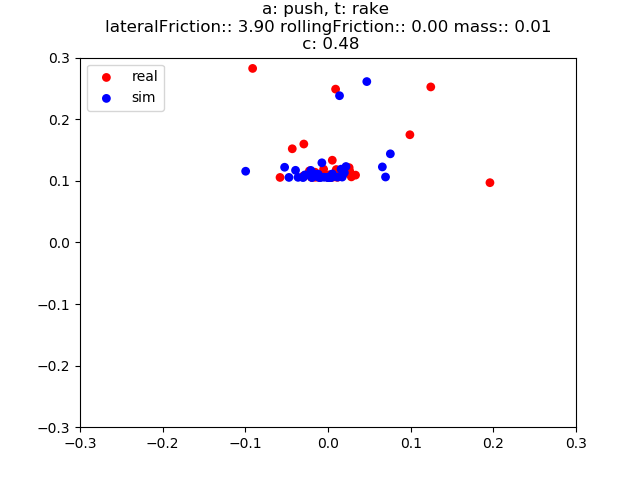 a: push, t: rake
lateralFriction:: 3.90 rollingFriction:: 0.00 mass:: 0.01
c: 0.48
real
sim
0.3
0.2
0.1
0.0
−0.1
−0.2
−0.3
−0.3
−0.2
−0.1
0.0
0.1
0.2
0.3